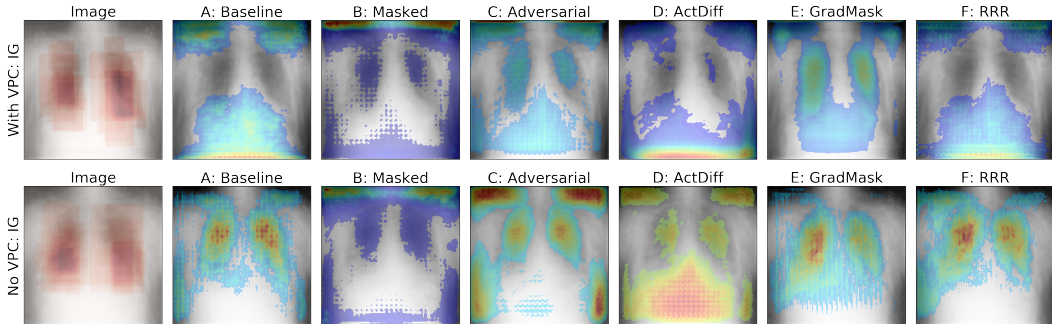 Image A: Baseline B: Masked C: Adversarial D: ActDiff E: GradMask F: RRR
With VPC: IG
Image A: Baseline B: Masked C: Adversarial D: ActDiff E: GradMask F: RRR
No VPC: IG